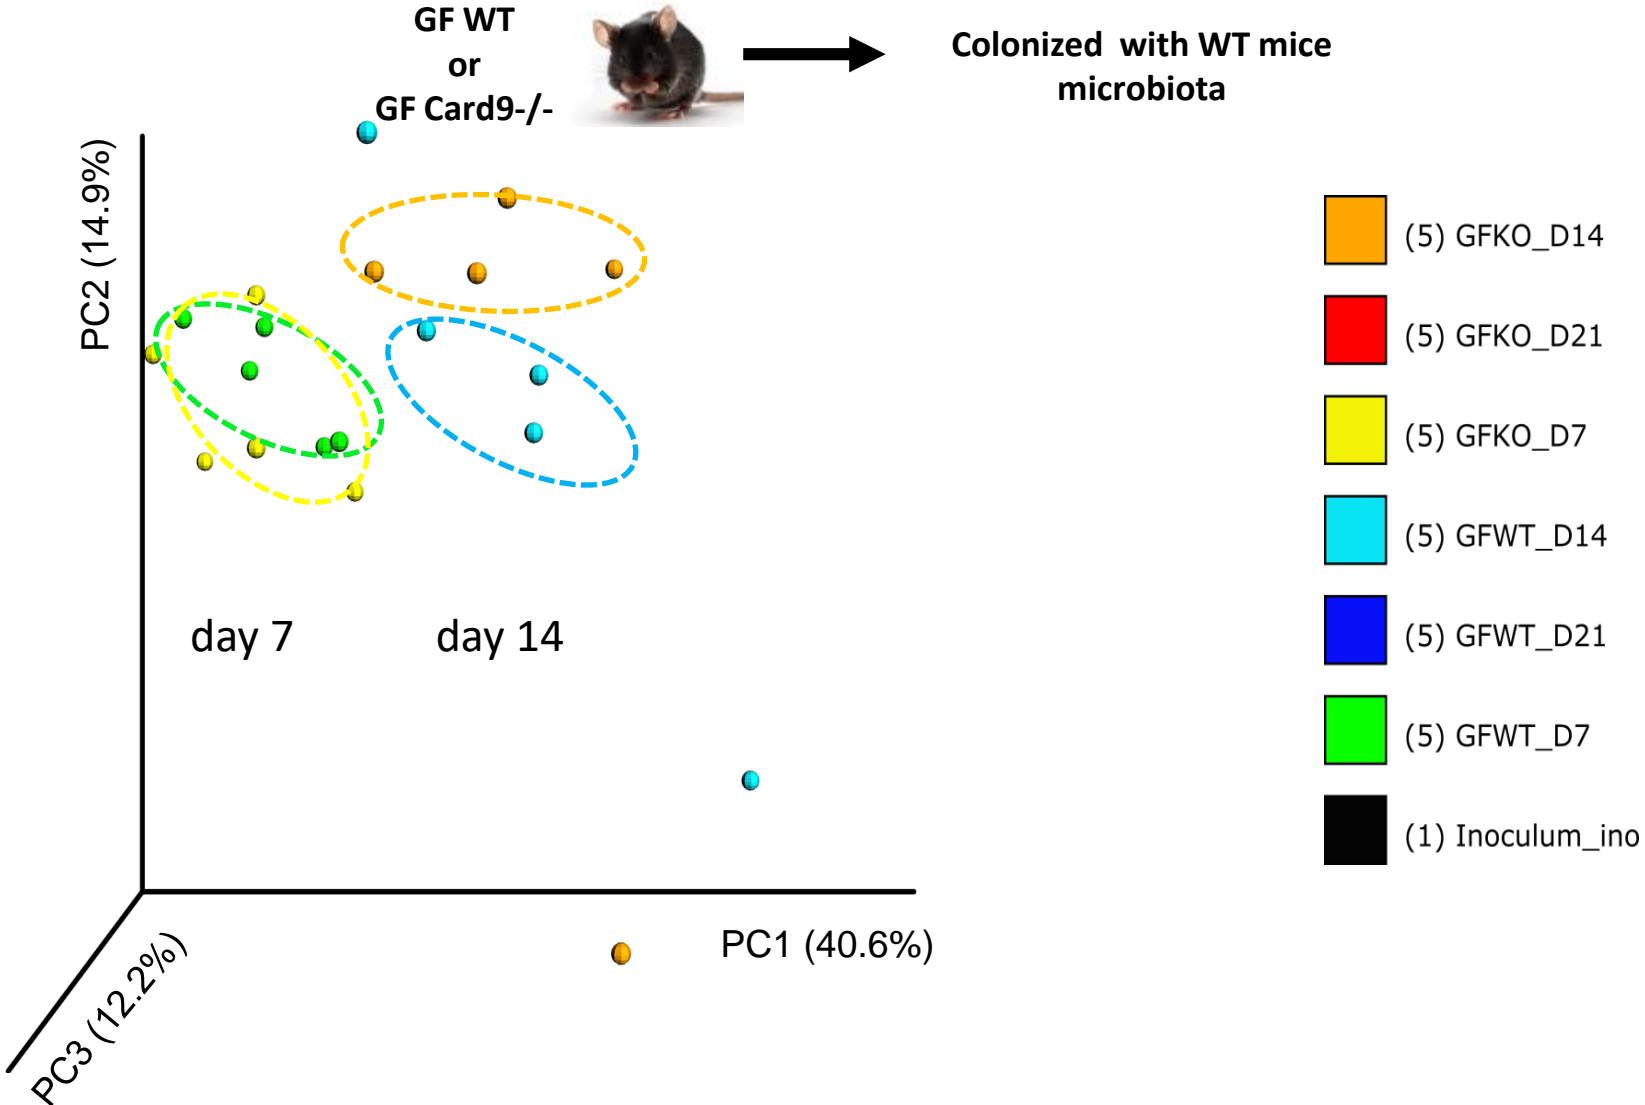 GF WT
or
GF Card9-/-
Colonized with WT mice
microbiota
PC2 (14.9%)
day 7
day 14
PC1 (40.6%)
PC3 (12.2%)
(5) GFKO_D14
(5) GFKO_D21
(5) GFKO_D7
(5) GFWT_D14
(5) GFWT_D21
(5) GFWT_D7
(1) Inoculum_ino